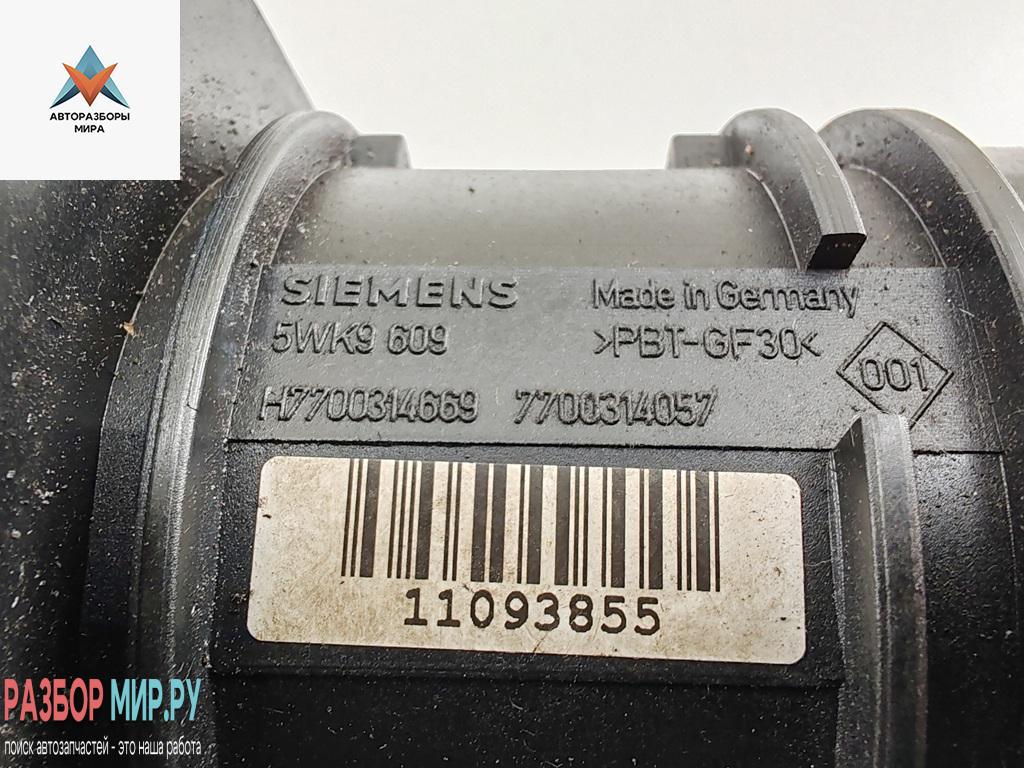 АВТОРАЗБОРЫ
МИРА
SIEMENS
Made in Germany
5WK9 609
>PBT-GF30<
001
H7700314669 7700314057
11093855
РАЗБОР МИР.РУ
поиск автозапчастей - это наша работа